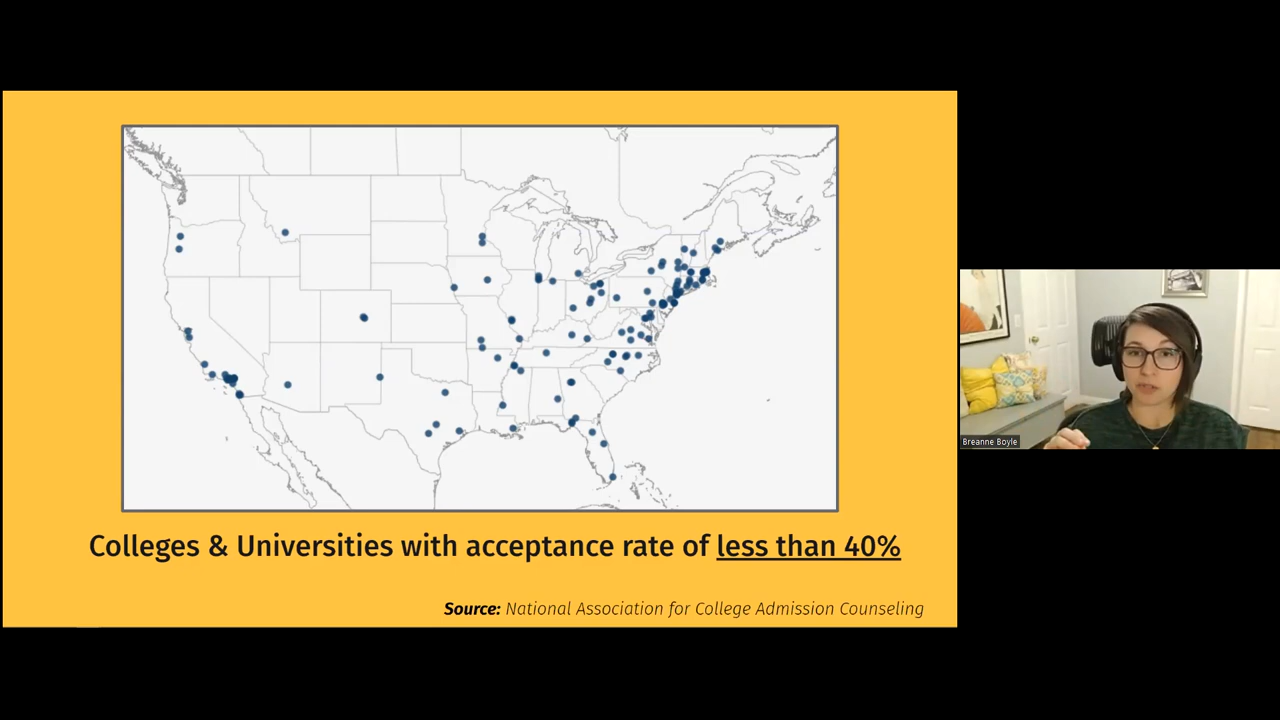 Colleges & Universities with acceptance rate of less than 40%
Source: National Association for College Admission Counseling
Breanne Boyle